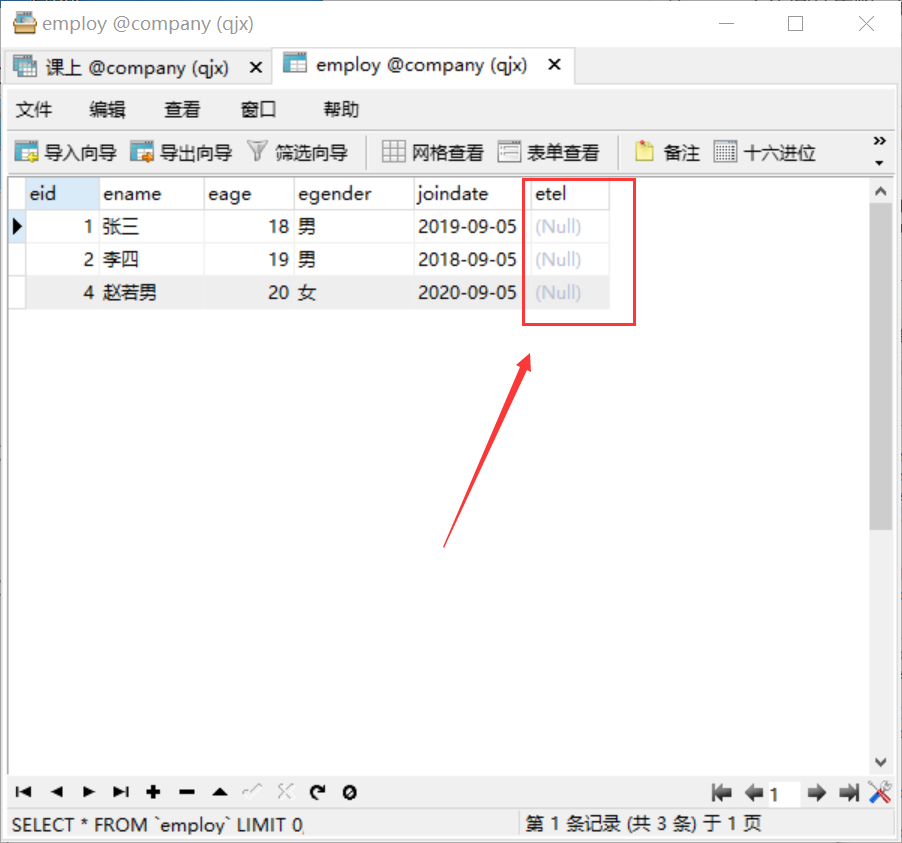 employ @company (qjx)
课上 @company (qjx) employ @company (qjx)
文件 编辑 查看 窗口 帮助
导入向导 导出向导 筛选向导 网格查看 表单查看 备注 十六进位
eid ename eage egender joindate etel
1 张三 18 男 2019-09-05 (Null)
2 李四 19 男 2018-09-05 (Null)
4 赵若男 20 女 2020-09-05 (Null)
1
SELECT * FROM `employ` LIMIT 0, 第 1 条记录 (共 3 条) 于 1 页